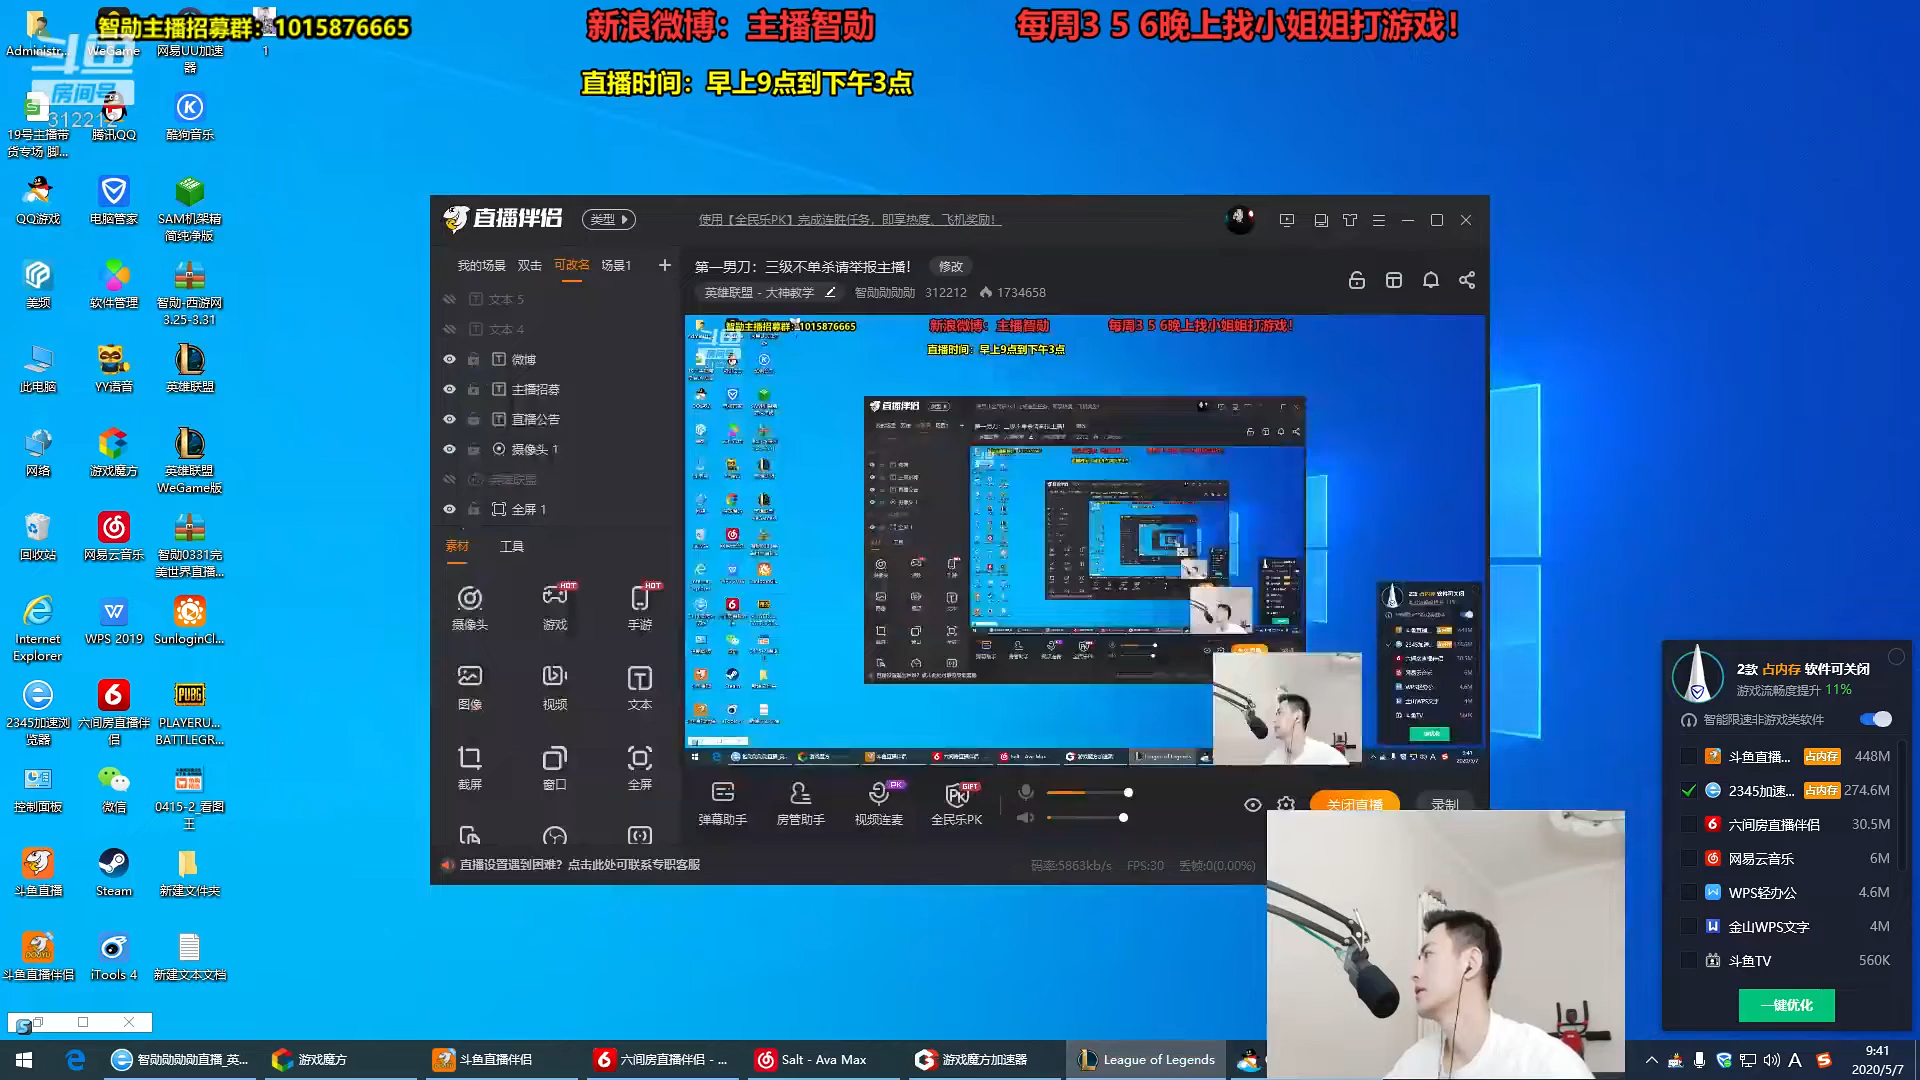 智勋主播招募群：1015876665
新浪微博：主播智勋
每周3 5 6晚上找小姐姐打游戏！
直播时间：早上9点到下午3点
斗鱼
房间号
312212
Administr...
WeGame
网易UU加速器
1
19号主播带货专场 脚...
腾讯QQ
酷狗音乐
QQ游戏
电脑管家
SAM机架精简纯净版
美频
软件管理
智勋-西游网3.25-3.31
此电脑
YY语音
英雄联盟
网络
游戏魔方
英雄联盟WeGame版
回收站
网易云音乐
智勋0331完美世界直播...
Internet Explorer
WPS 2019
SunloginCl...
2345加速浏览器
六间房直播伴侣
PLAYERU... BATTLEGR...
控制面板
微信
0415-2_看图王
斗鱼直播
Steam
新建文件夹
斗鱼直播伴侣
iTools 4
新建文本文档
直播伴侣
类型
使用【全民乐PK】完成连胜任务，即享热度、飞机奖励！
我的场景
双击
可改名
场景1
第一男刀：三级不单杀请举报主播！
修改
英雄联盟 - 大神教学
智勋勋勋勋
312212
1734658
文本 5
文本 4
微博
主播招募
直播公告
摄像头 1
英雄联盟
全屏 1
素材
工具
摄像头
游戏
HOT
手游
HOT
图像
视频
文本
截屏
窗口
全屏
弹幕助手
房管助手
视频连麦
PK
全民乐PK
GIFT
关闭直播
录制
直播设置遇到困难？点击此处可联系专职客服
码率:5863kb/s
FPS:30
丢帧:0(0.00%)
2款 占内存 软件可关闭
游戏流畅度提升 11%
智能限速非游戏类软件
斗鱼直播... 占内存 448M
2345加速... 占内存 274.6M
六间房直播伴侣 30.5M
网易云音乐 6M
WPS轻办公 4.6M
金山WPS文字 4M
斗鱼TV 560K
一键优化
智勋勋勋勋直播_英...
游戏魔方
斗鱼直播伴侣
六间房直播伴侣 - ...
Salt - Ava Max
游戏魔方加速器
League of Legends
A
9:41
2020/5/7